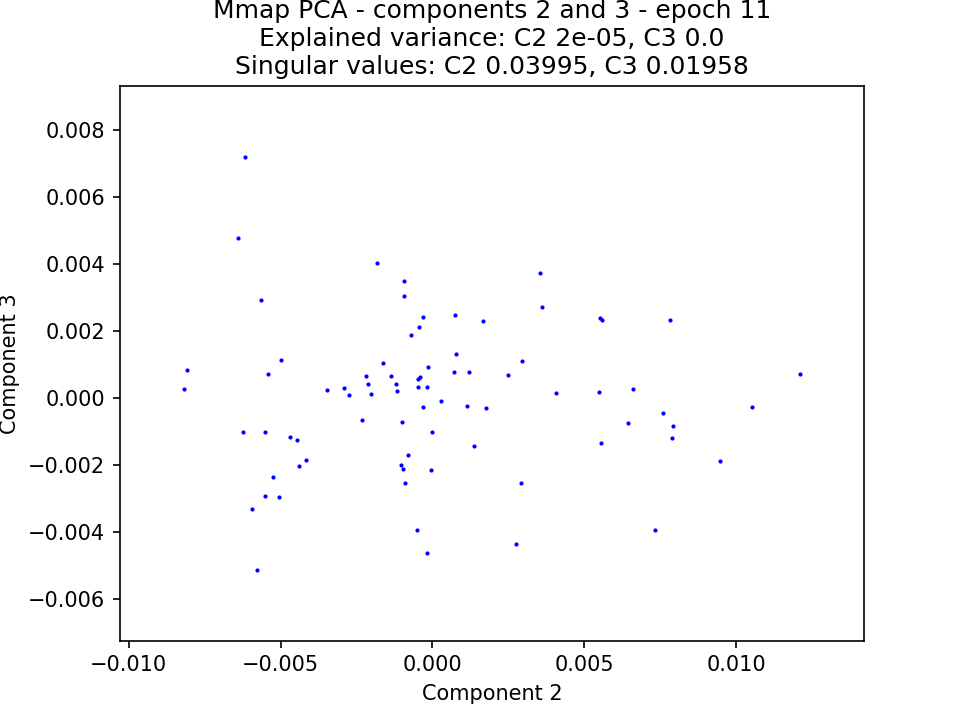 Mmap PCA - components 2 and 3 - epoch 11
Explained variance: C2 2e-05, C3 0.0
Singular values: C2 0.03995, C3 0.01958
0.008
0.006
0.004
0.002
0.000
−0.002
−0.004
−0.006
Component 3
−0.010
−0.005
0.000
0.005
0.010
Component 2